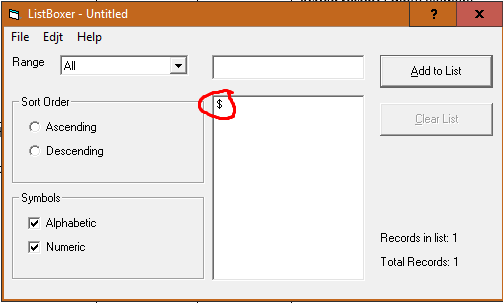 ListBoxer - Untitled
? X
File Edjt Help
Range All
Add to List
Sort Order
$
Ascending
Clear List
Descending
Symbols
Alphabetic
Numeric
Records in list: 1
Total Records: 1